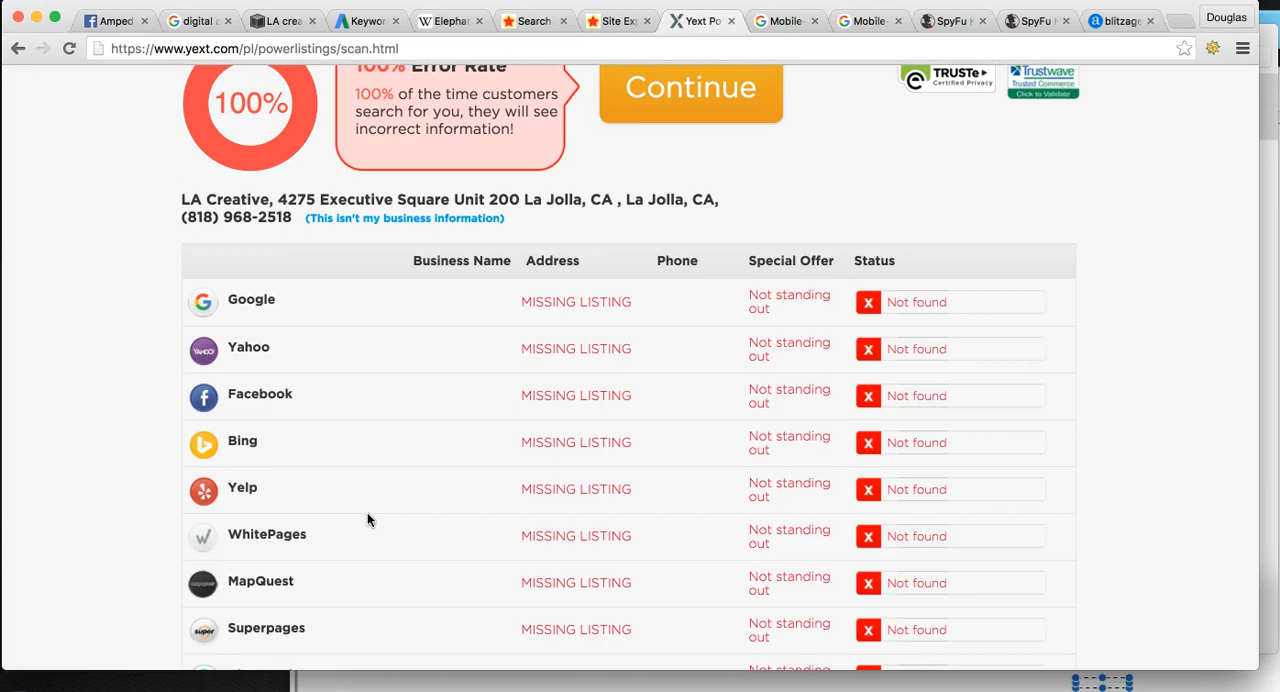 Amped
digital a
LA crea
Keywor
Elephar
Search
Site Exp
Yext Po
Mobile-
Mobile-
SpyFu K
SpyFu K
blitzage
Douglas
https://www.yext.com/pl/powerlistings/scan.html
100%
100% Error Rate
100% of the time customers
search for you, they will see
incorrect information!
Continue
TRUSTe
Certified Privacy
Trustwave
Trusted Commerce
Click to Validate
LA Creative, 4275 Executive Square Unit 200 La Jolla, CA , La Jolla, CA,
(818) 968-2518 (This isn't my business information)
Business Name Address Phone Special Offer Status
Google MISSING LISTING Not standing out X Not found
YAHOO! Yahoo MISSING LISTING Not standing out X Not found
Facebook MISSING LISTING Not standing out X Not found
Bing MISSING LISTING Not standing out X Not found
Yelp MISSING LISTING Not standing out X Not found
WhitePages MISSING LISTING Not standing out X Not found
MapQuest MISSING LISTING Not standing out X Not found
super Superpages MISSING LISTING Not standing out X Not found
Not standing